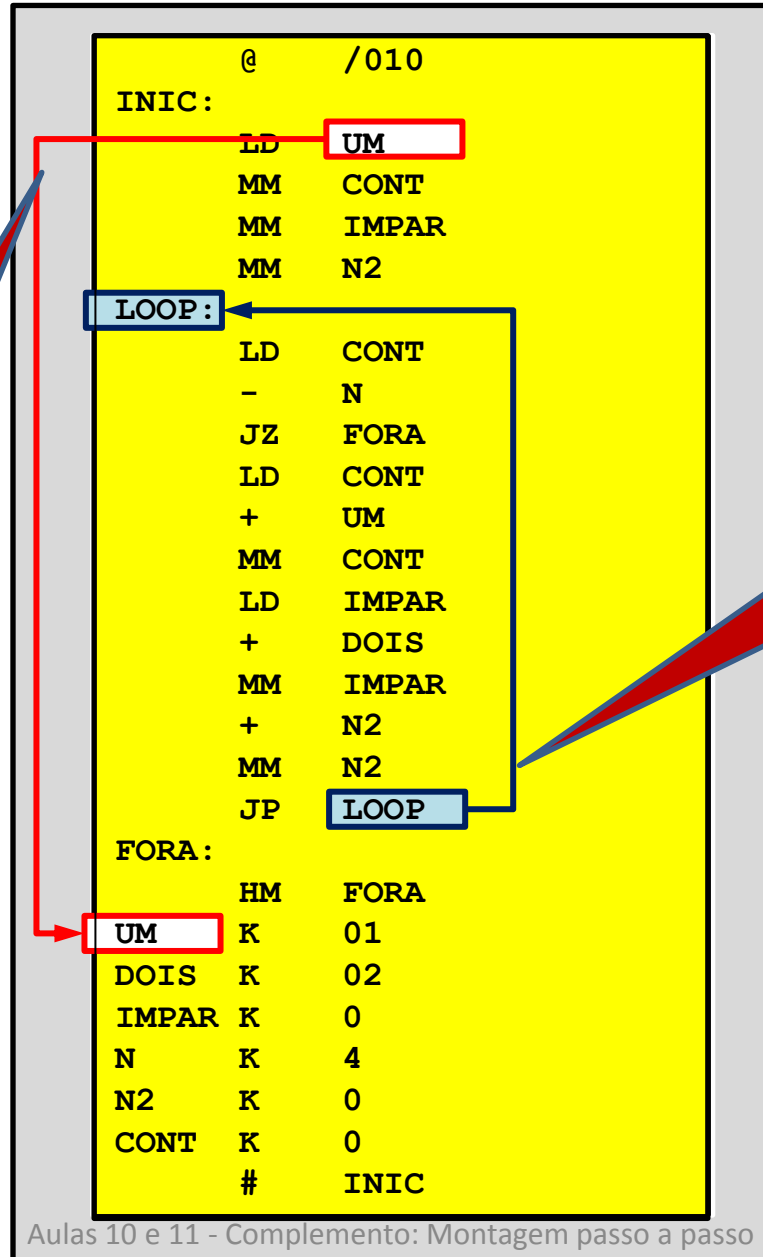 @ /010
INIC:
LD UM
MM CONT
MM IMPAR
MM N2
LOOP:
LD CONT
- N
JZ FORA
LD CONT
+ UM
MM CONT
LD IMPAR
+ DOIS
MM IMPAR
+ N2
MM N2
JP LOOP
FORA:
HM FORA
UM K 01
DOIS K 02
IMPAR K 0
N K 4
N2 K 0
CONT K 0
# INIC
Aulas 10 e 11 - Complemento: Montagem passo a passo